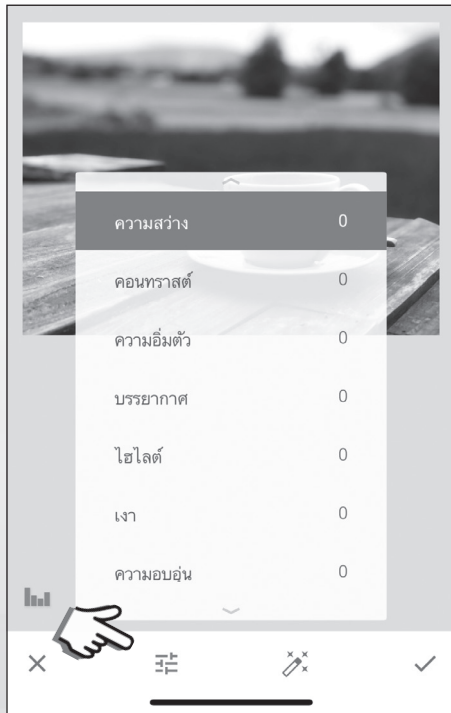 ความสว่าง 0
คอนทราสต์ 0
ความอิ่มตัว 0
บรรยากาศ 0
ไฮไลต์ 0
เงา 0
ความอบอุ่น 0